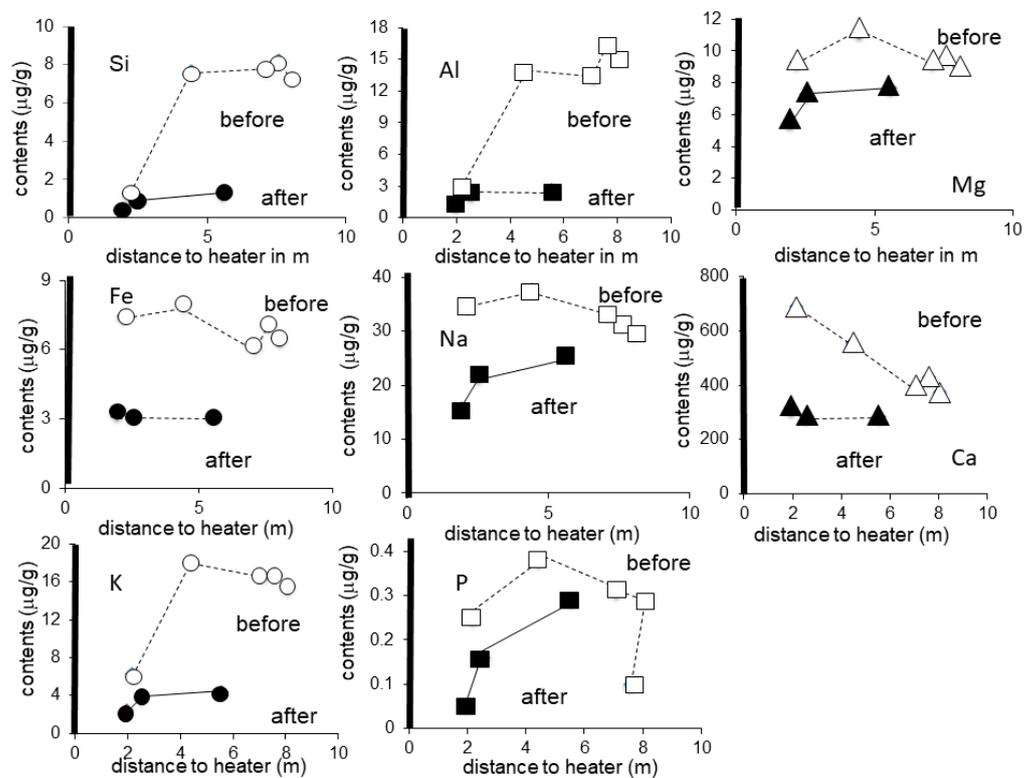 contents (µg/g)
10
8
6
4
2
0
Si
before
after
0 5 10
distance to heater in m
contents (µg/g)
18
15
12
9
6
3
0
Al
before
after
0 2 4 6 8 10
distance to heater in m
contents (µg/g)
12
10
8
6
4
2
0
before
after
Mg
0 5 10
distance to heater in m
contents (µg/g)
9
6
3
0
Fe
before
after
0 5 10
distance to heater (m)
contents (µg/g)
40
30
20
10
0
Na
before
after
0 5 10
distance to heater (m)
contents (µg/g)
800
600
400
200
0
before
after
Ca
0 2 4 6 8 10
distance to heater (m)
contents (µg/g)
20
16
12
8
4
0
K
before
after
0 2 4 6 8 10
distance to heater (m)
contents (µg/g)
0.4
0.3
0.2
0.1
0
P
before
after
0 2 4 6 8 10
distance to heater (m)